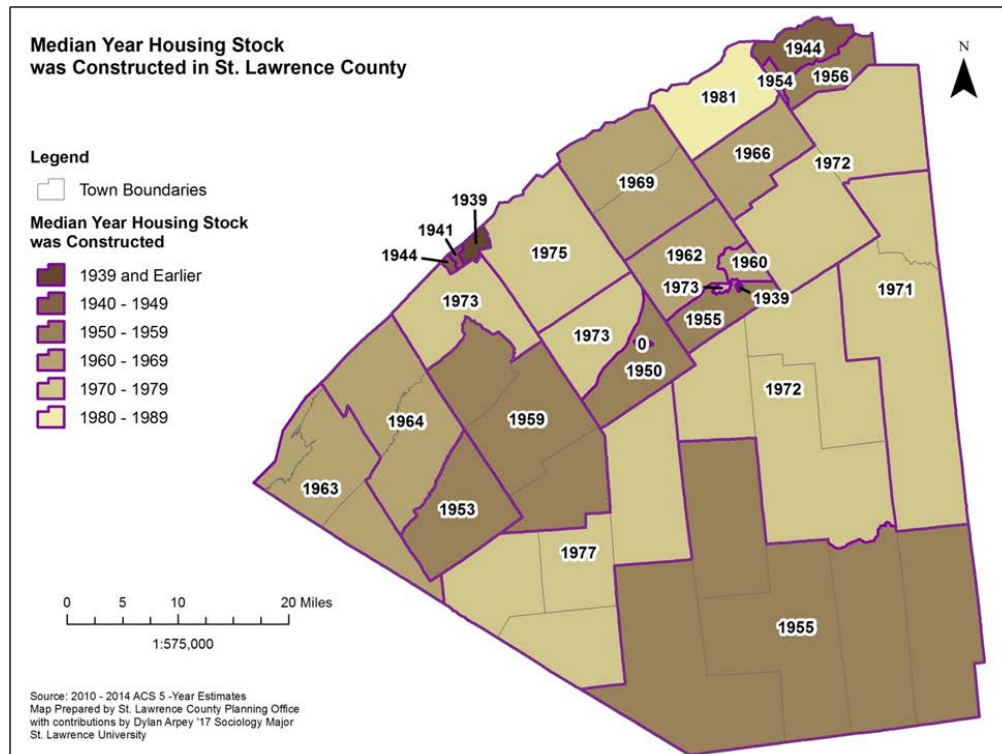 Median Year Housing Stock
was Constructed in St. Lawrence County
Legend
Town Boundaries
Median Year Housing Stock
was Constructed
1939 and Earlier
1940 - 1949
1950 - 1959
1960 - 1969
1970 - 1979
1980 - 1989
N
1944
1956
1954
1981
1966
1972
1969
1939
1941
1944
1975
1962
1960
1973
1939
1971
1973
1955
1973
0
1950
1972
1964
1959
1963
1953
1977
1955
0 5 10 20 Miles
1:575,000
Source: 2010 - 2014 ACS 5 -Year Estimates
Map Prepared by St. Lawrence County Planning Office
with contributions by Dylan Arpey '17 Sociology Major
St. Lawrence University